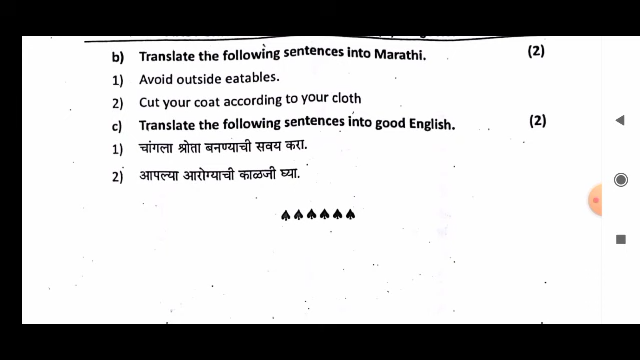 b) Translate the following sentences into Marathi. (2)
1) Avoid outside eatables.
2) Cut your coat according to your cloth
c) Translate the following sentences into good English. (2)
1) चांगला श्रोता बनण्याची सवय करा.
2) आपल्या आरोग्याची काळजी घ्या.